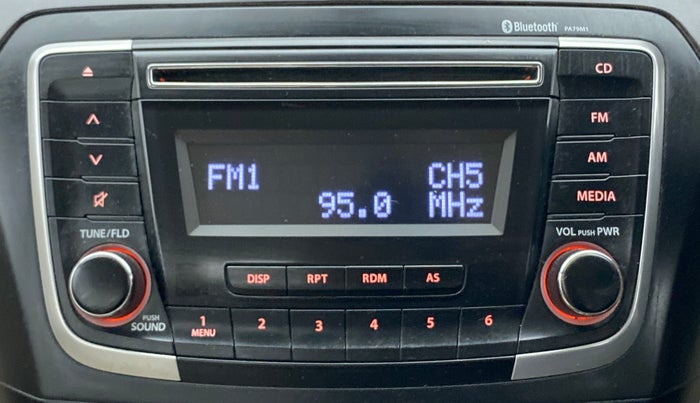 Bluetooth PA79M1
CD
FM
AM
MEDIA
FM1 CH5
95.0 MHz
TUNE/FLD
VOL PUSH PWR
DISP RPT RDM AS
PUSH
SOUND
1 2 3 4 5 6
MENU